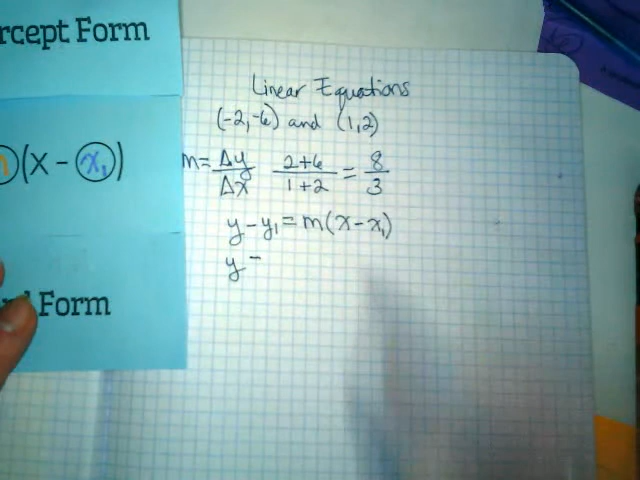 rcept Form
(x - x₁)
Form
Linear Equations
(-2,-6) and (1,2)
m = Δy/Δx (2+6)/(1+2) = 8/3
y - y₁ = m(x - x₁)
y -